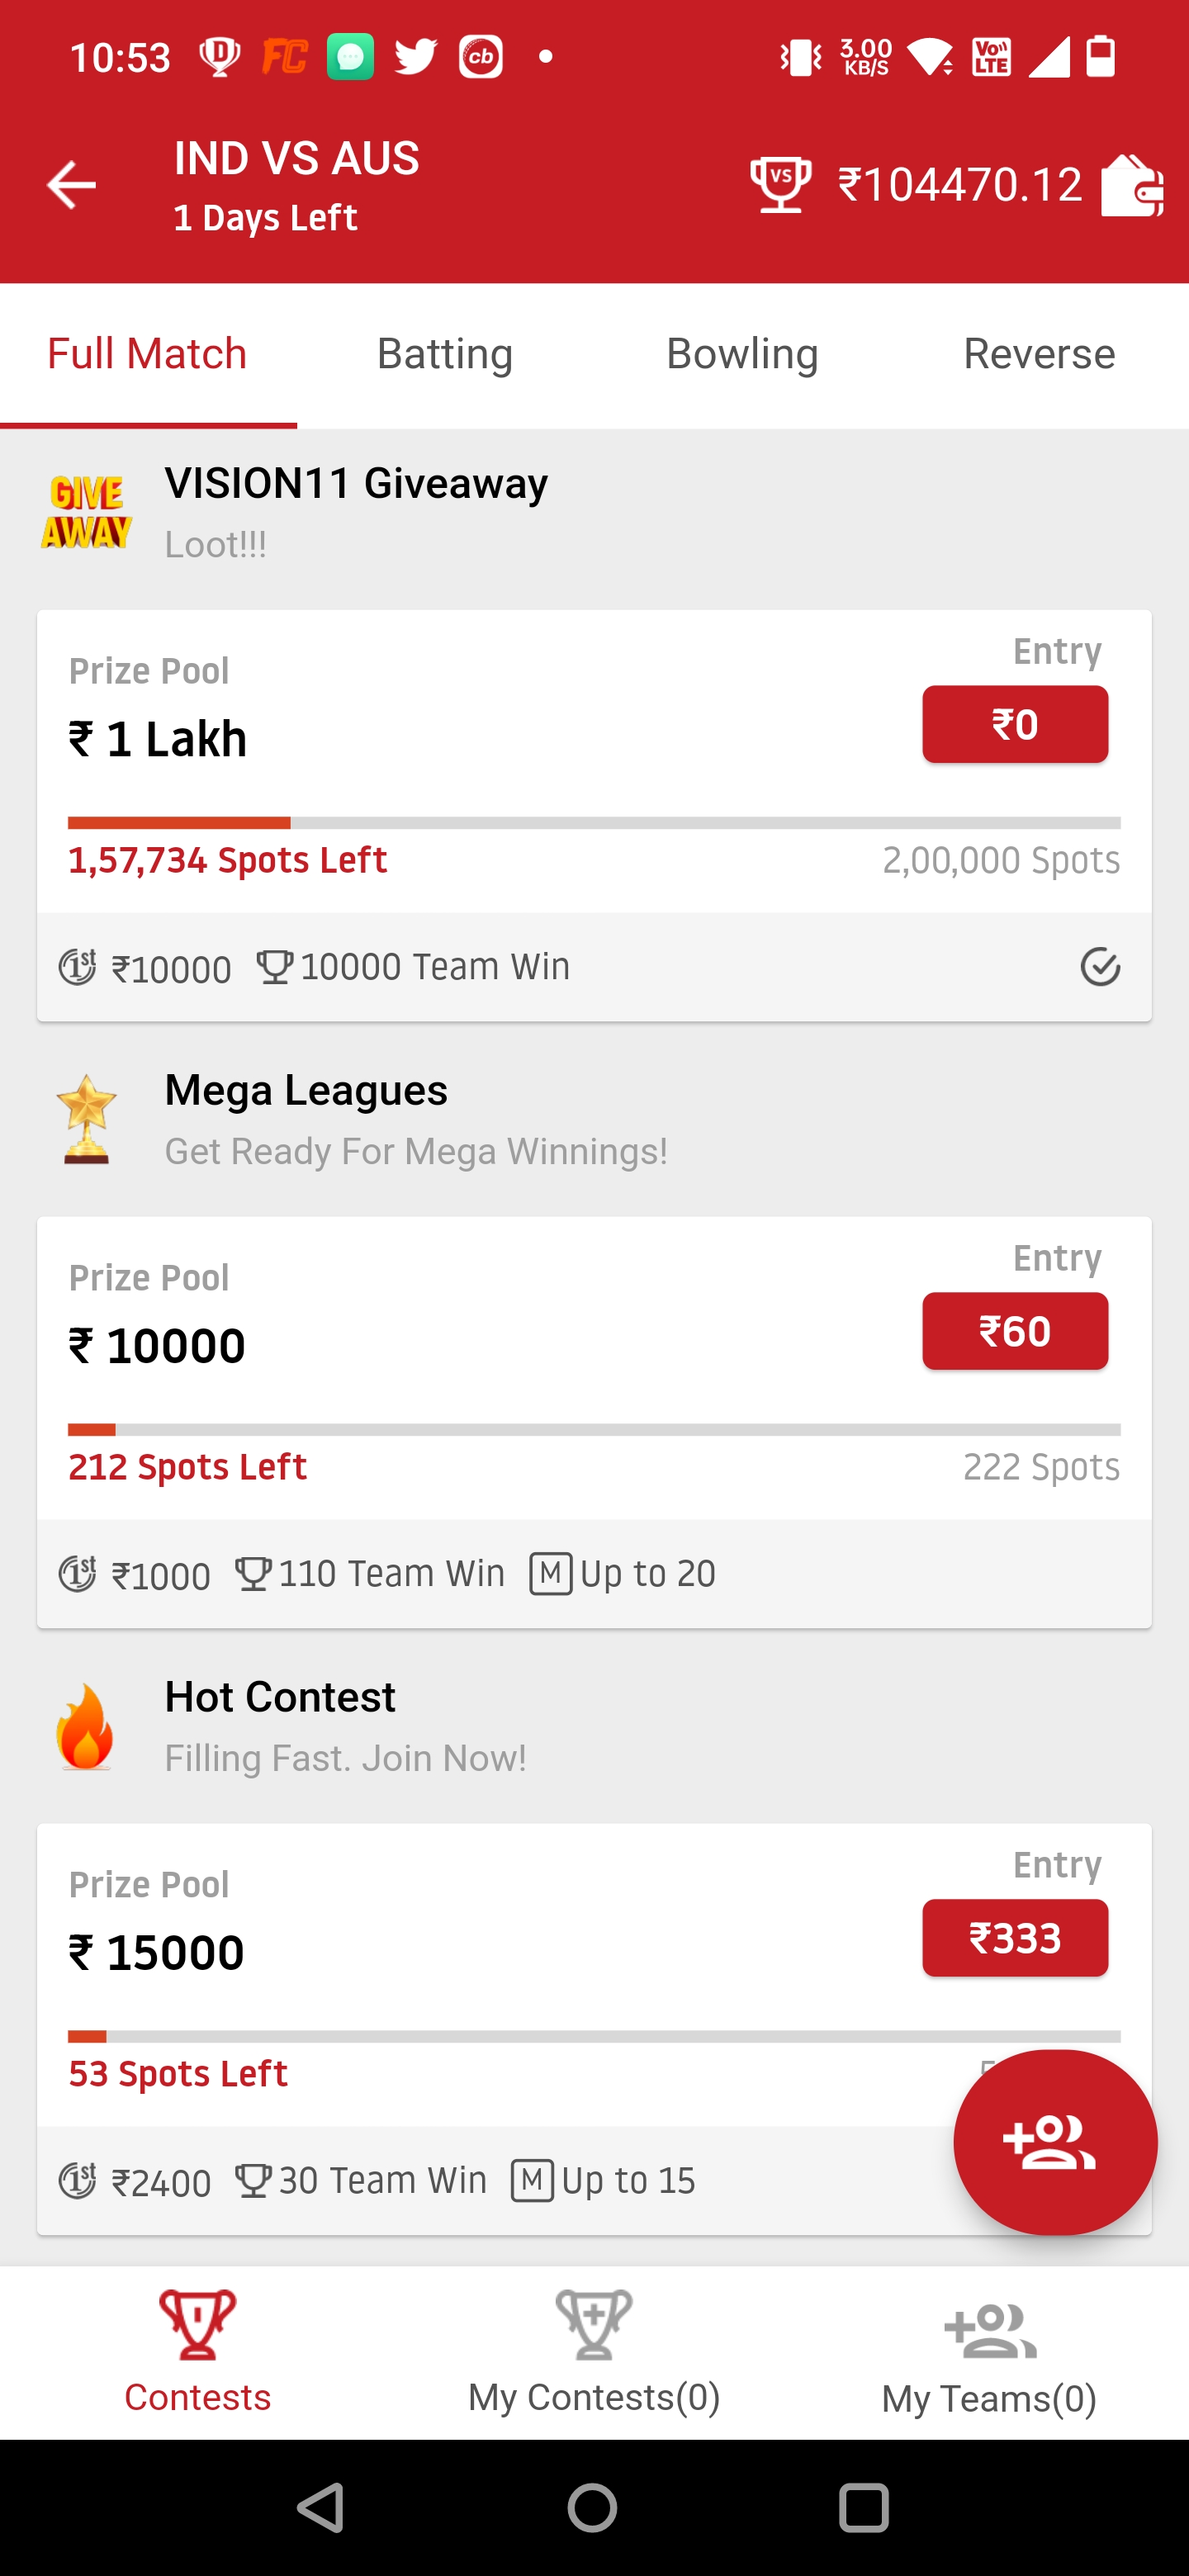 10:53
D
FC
cb
3.00
KB/S
Vo))
LTE
IND VS AUS
1 Days Left
VS
₹104470.12
Full Match
Batting
Bowling
Reverse
GIVE
AWAY
VISION11 Giveaway
Loot!!!
Prize Pool
Entry
₹ 1 Lakh
₹0
1,57,734 Spots Left
2,00,000 Spots
1st ₹10000
10000 Team Win
Mega Leagues
Get Ready For Mega Winnings!
Prize Pool
Entry
₹ 10000
₹60
212 Spots Left
222 Spots
1st ₹1000
110 Team Win
M Up to 20
Hot Contest
Filling Fast. Join Now!
Prize Pool
Entry
₹ 15000
₹333
53 Spots Left
1st ₹2400
30 Team Win
M Up to 15
Contests
My Contests(0)
My Teams(0)